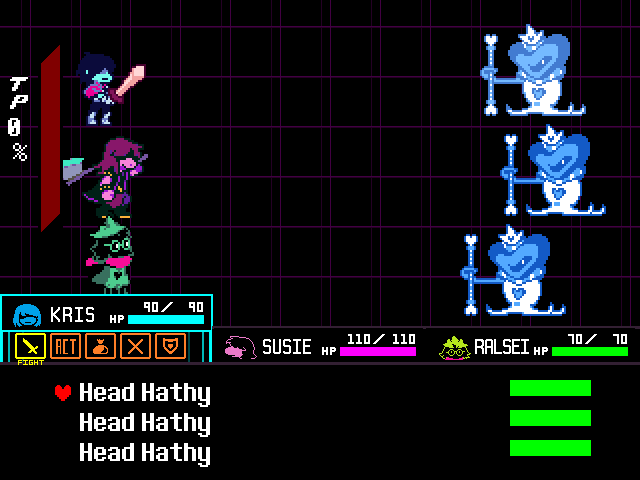 TP
0
%
KRIS HP 90/ 90
FIGHT
ACT
SUSIE HP 110/ 110
RALSEI HP 70/ 70
Head Hathy
Head Hathy
Head Hathy